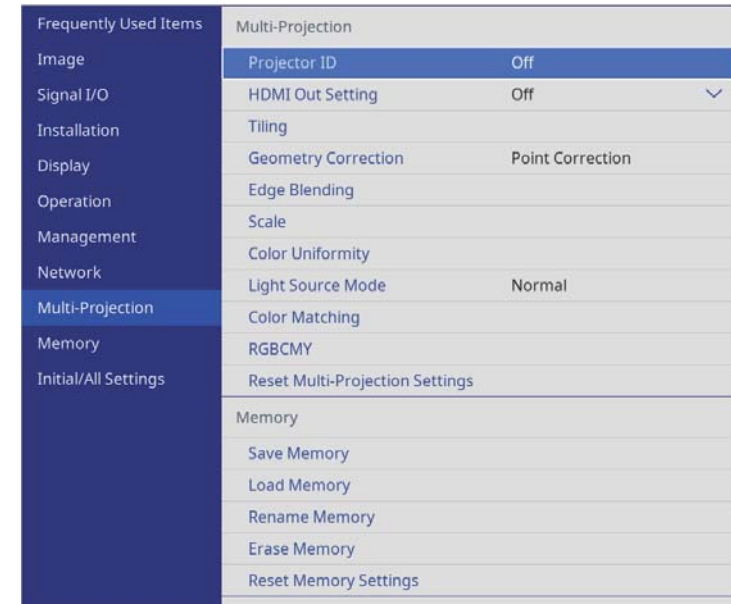 Frequently Used Items
Image
Signal I/O
Installation
Display
Operation
Management
Network
Multi-Projection
Memory
Initial/All Settings
Multi-Projection
Projector ID Off
HDMI Out Setting Off
Tiling
Geometry Correction Point Correction
Edge Blending
Scale
Color Uniformity
Light Source Mode Normal
Color Matching
RGBCMY
Reset Multi-Projection Settings
Memory
Save Memory
Load Memory
Rename Memory
Erase Memory
Reset Memory Settings